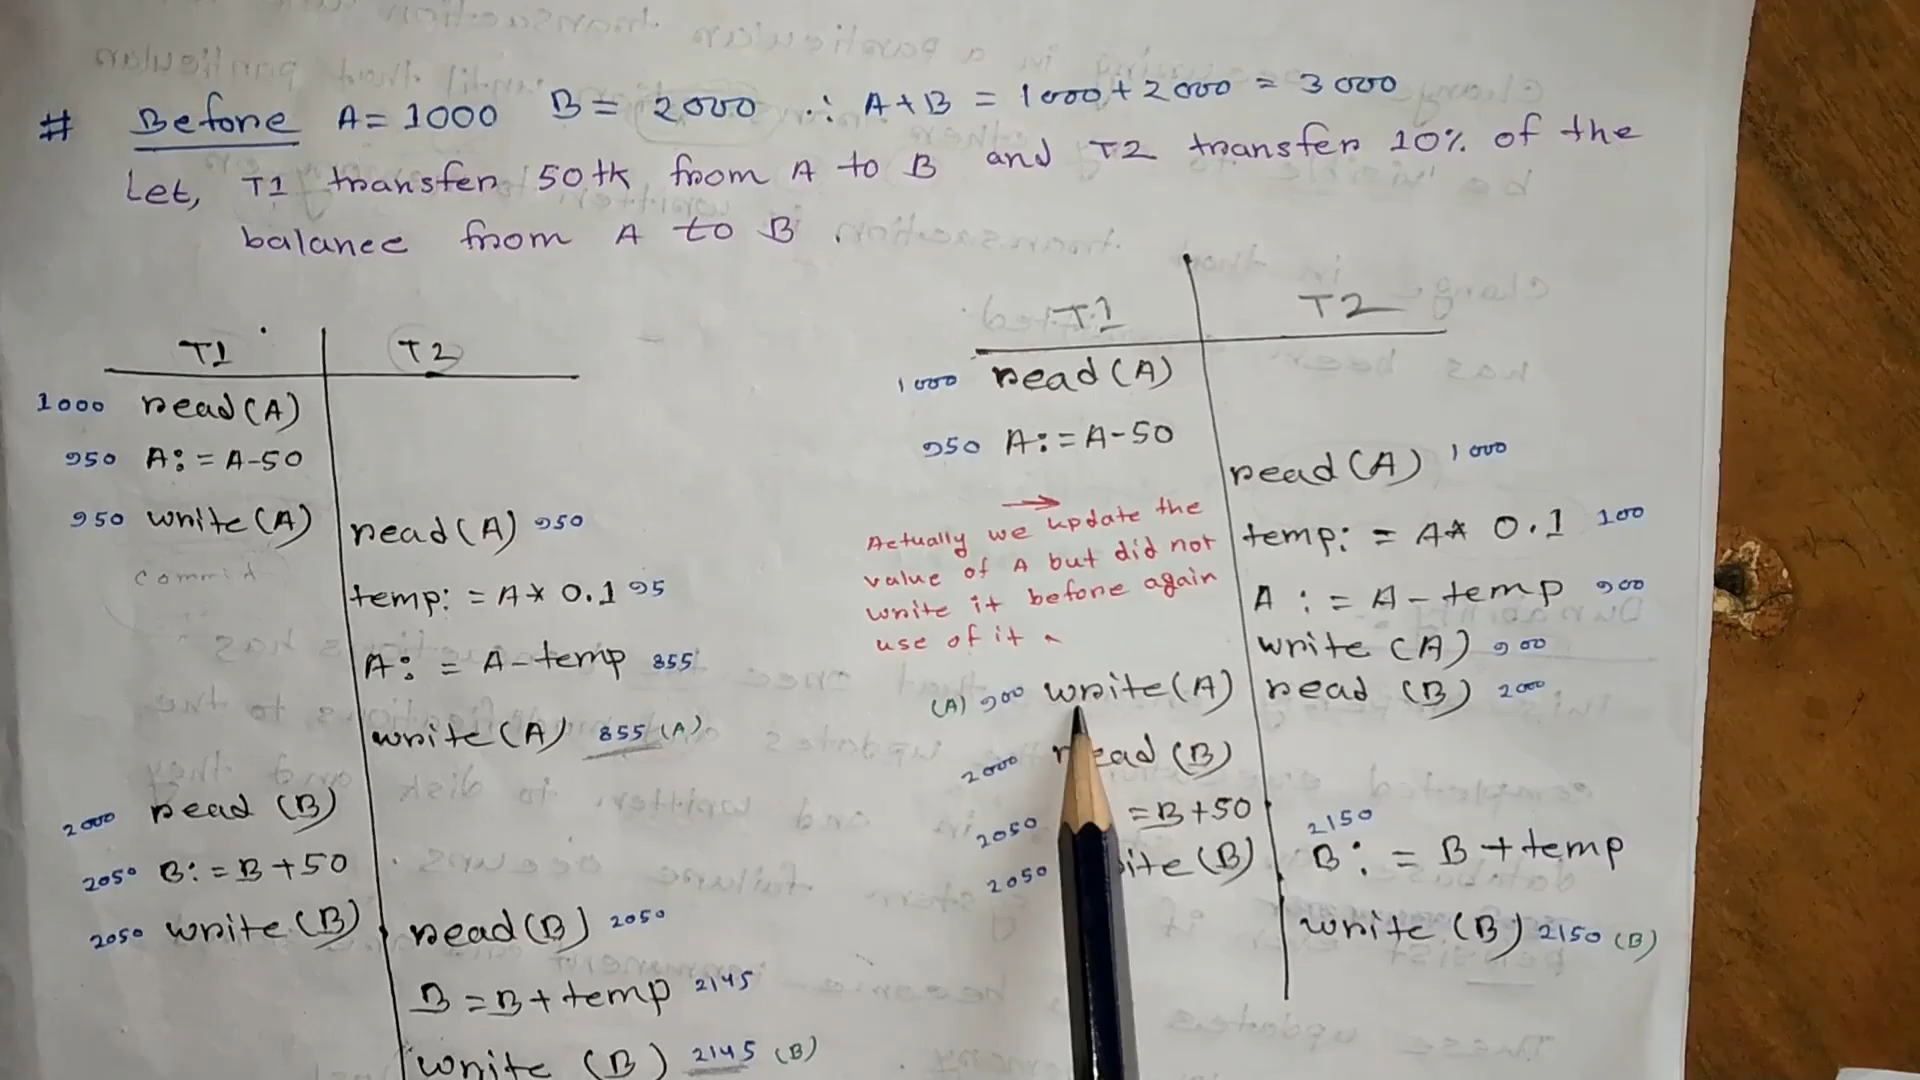 # Before A = 1000 B = 2000 ∴ A+B = 1000+2000 = 3000
Let, T1 transfer 50tk from A to B and T2 transfer 10% of the
balance from A to B.
T1 T2
1000 read(A)
950 A:=A-50
950 write(A) read(A) 950
commit
temp:=A*0.1 95
A:=A-temp 855
write(A) 855 (A)
2000 read (B)
2050 B:=B+50
2050 write(B) read(B) 2050
B=B+temp 2145
write (B) 2145 (B)
T1 T2
1000 read(A)
950 A:=A-50
read(A) 1000
temp:=A*0.1 100
A:=A-temp 900
write (A) 900
→
Actually we update the
value of A but did not
write it before again
use of it.
(A) 900 write(A) read (B) 2000
2000 read (B)
2050 =B+50
2050 ite(B) 2150
B:=B+temp
write (B) 2150 (B)